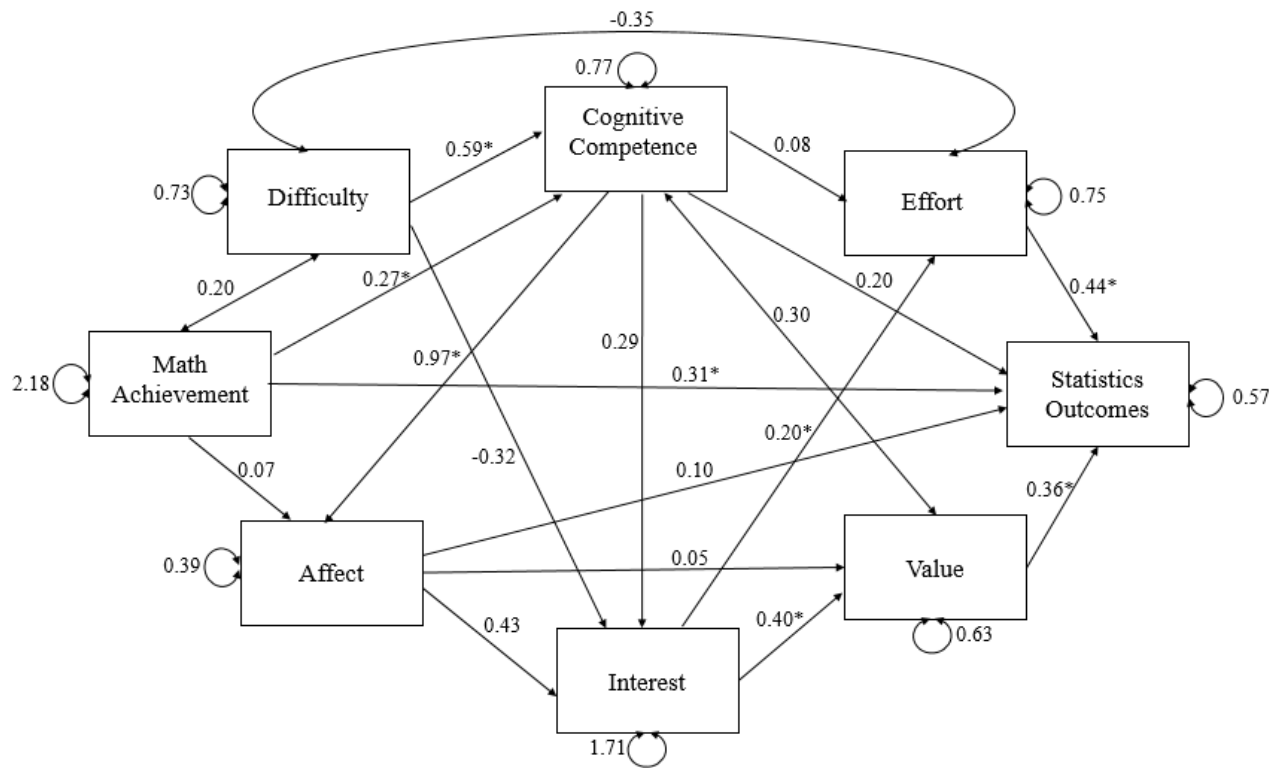 -0.35
0.77
Cognitive
Competence
0.59*
0.08
0.73
Difficulty
Effort
0.75
0.20
0.27*
0.20
0.44*
0.30
0.29
0.97*
2.18
Math
Achievement
0.31*
Statistics
Outcomes
0.57
0.20*
-0.32
0.07
0.10
0.36*
0.39
Affect
0.05
Value
0.43
0.40*
0.63
Interest
1.71